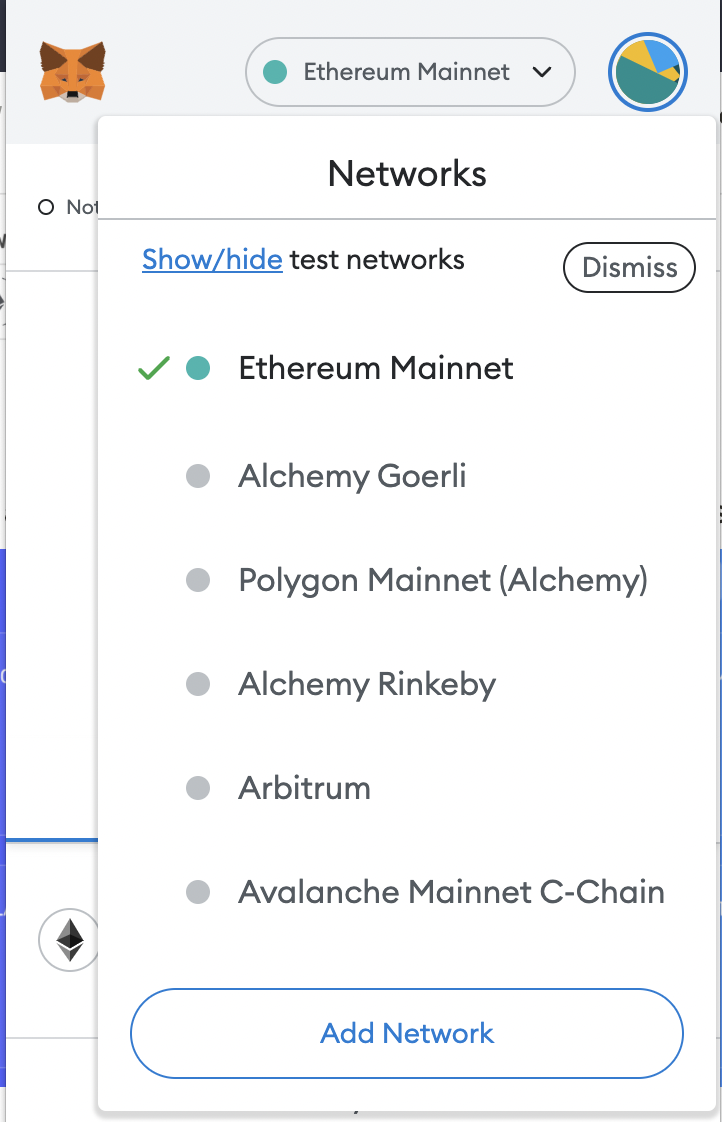 Ethereum Mainnet
Networks
Not
Show/hide test networks
Dismiss
Ethereum Mainnet
Alchemy Goerli
Polygon Mainnet (Alchemy)
Alchemy Rinkeby
Arbitrum
Avalanche Mainnet C-Chain
Add Network